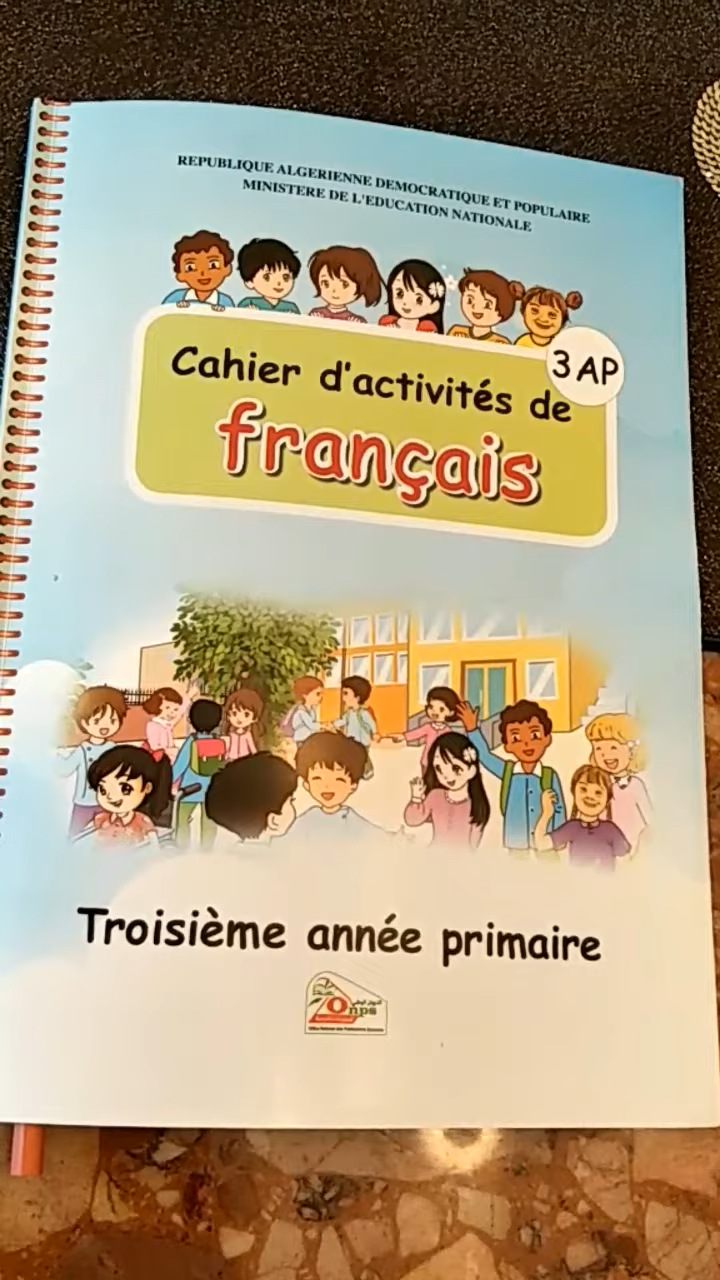 REPUBLIQUE ALGERIENNE DEMOCRATIQUE ET POPULAIRE
MINISTERE DE L'EDUCATION NATIONALE
3 AP
Cahier d'activités de
français
Troisième année primaire
Onps